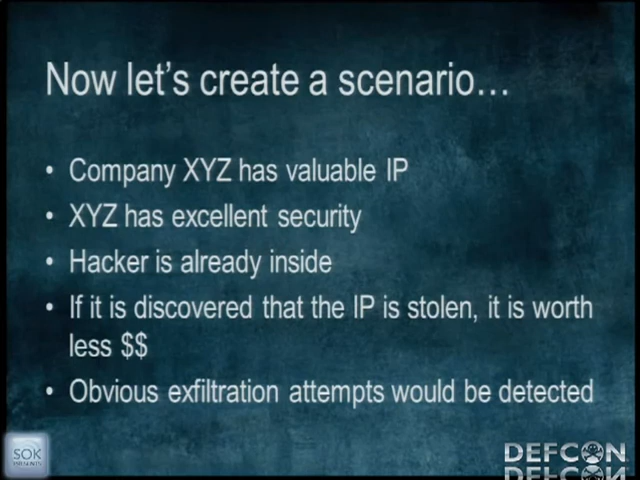 Now let's create a scenario…
• Company XYZ has valuable IP
• XYZ has excellent security
• Hacker is already inside
• If it is discovered that the IP is stolen, it is worth
less $$
• Obvious exfiltration attempts would be detected
SOK
PRESENTS
DEFCON